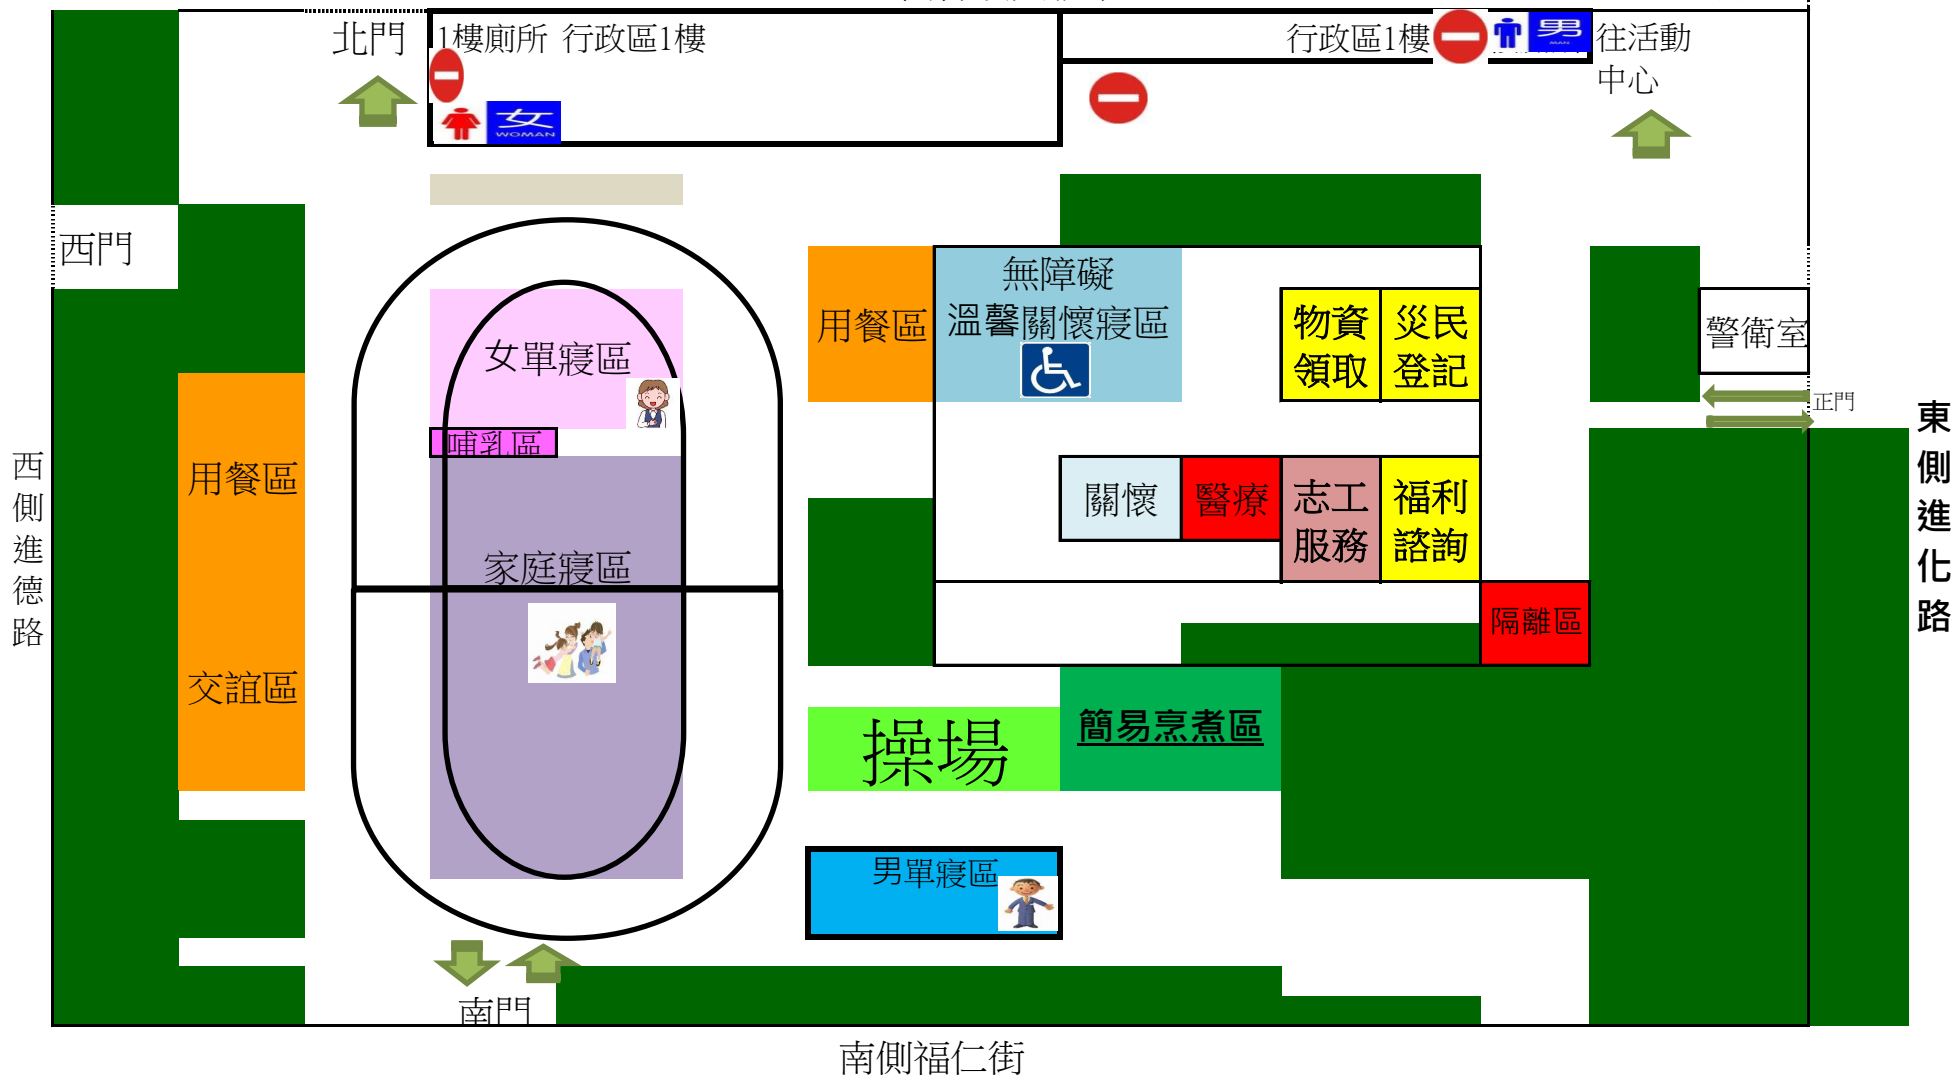 北門
1樓廁所 行政區1樓
行政區1樓
男
MAN
往活動
中心
女
WOMAN
西門
用餐區
無障礙
溫馨關懷寢區
物資
領取
災民
登記
警衛室
正門
女單寢區
哺乳區
用餐區
關懷
醫療
志工
服務
福利
諮詢
西側進德路
東側進化路
家庭寢區
隔離區
交誼區
操場
簡易烹煮區
男單寢區
南門
南側福仁街